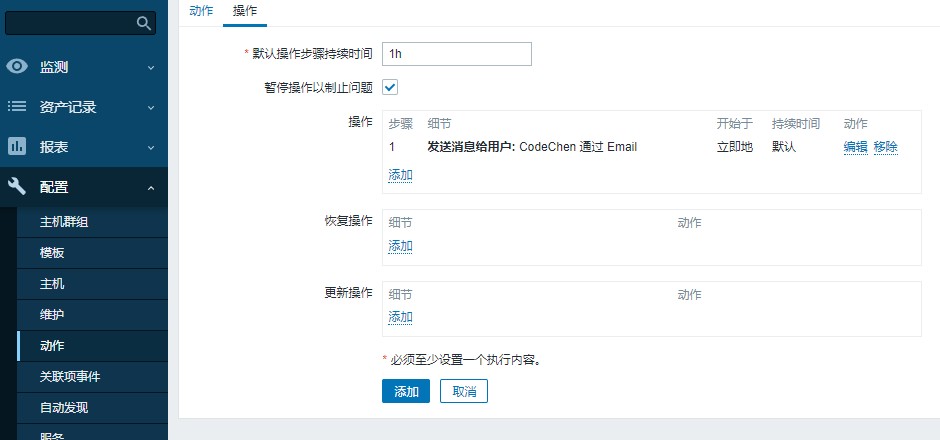 动作 操作
监测
资产记录
报表
配置
主机群组
模板
主机
维护
动作
关联项事件
自动发现
服务
* 默认操作步骤持续时间 1h
暂停操作以制止问题
操作 步骤 细节 开始于 持续时间 动作
1 发送消息给用户: CodeChen 通过 Email 立即地 默认 编辑 移除
添加
恢复操作 细节 动作
添加
更新操作 细节 动作
添加
* 必须至少设置一个执行内容。
添加 取消